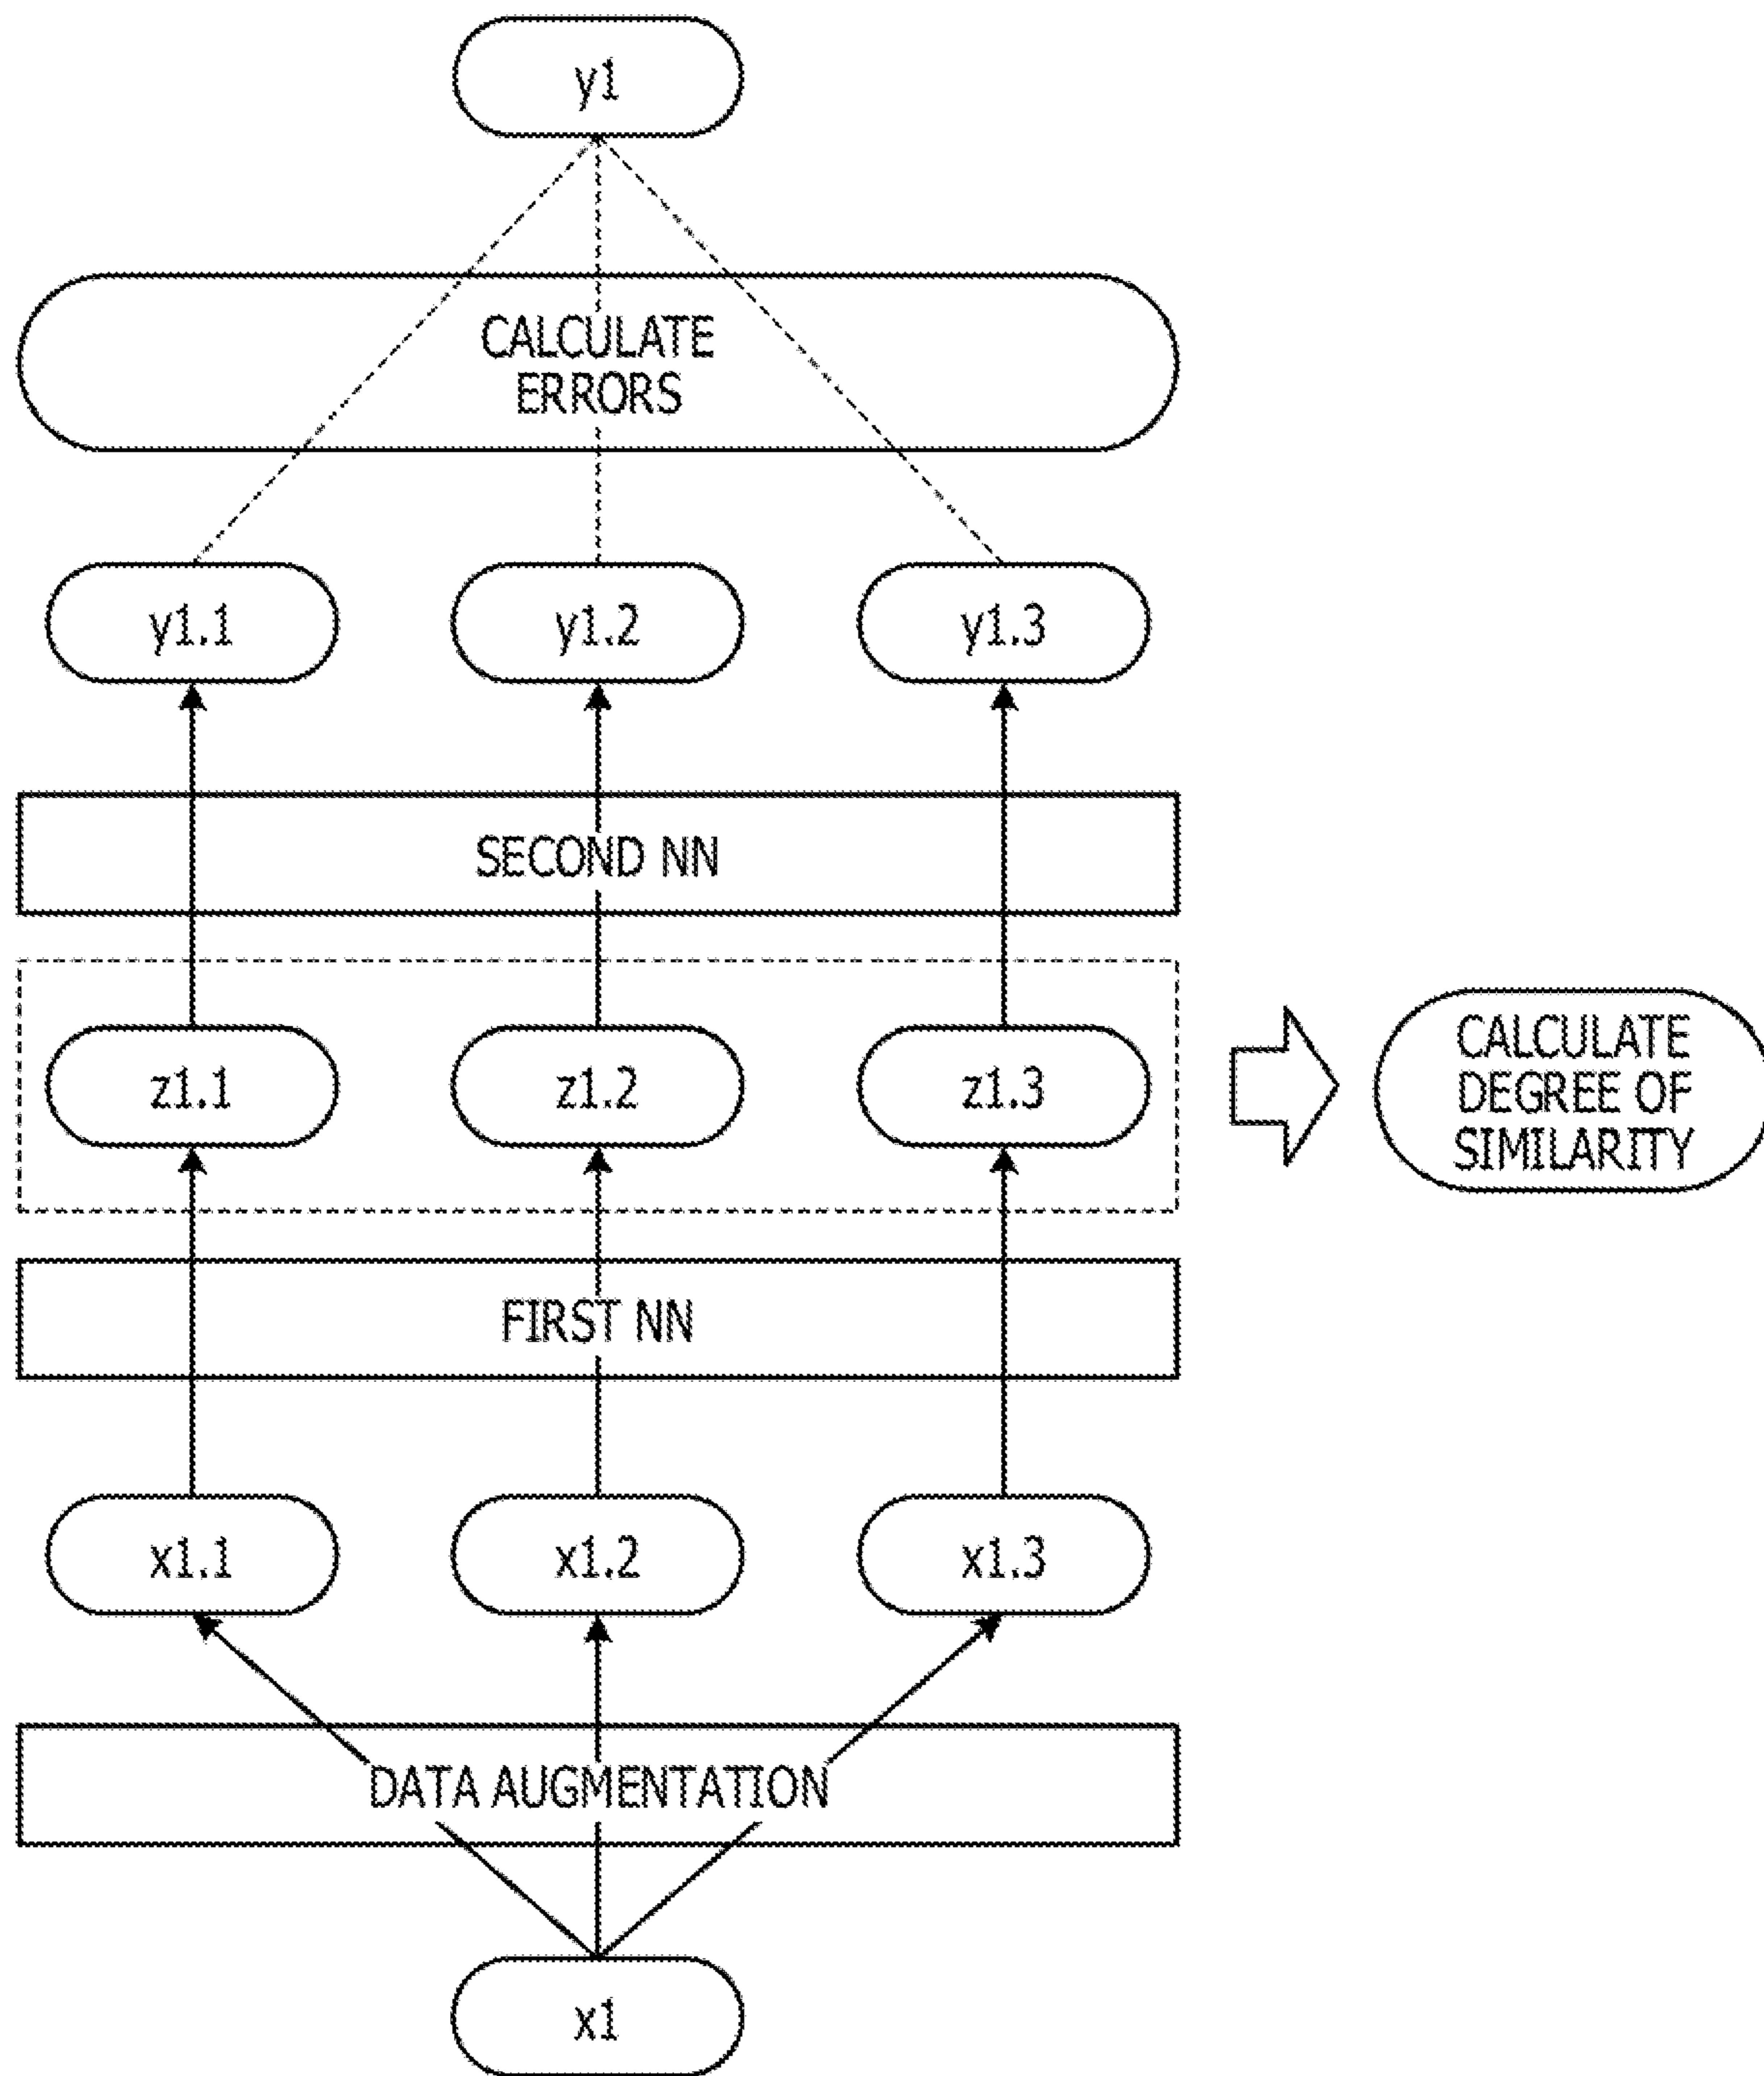 y1
CALCULATE
ERRORS
y1.1
y1.2
y1.3
SECOND NN
z1.1
z1.2
z1.3
CALCULATE
DEGREE OF
SIMILARITY
FIRST NN
x1.1
x1.2
x1.3
DATA AUGMENTATION
x1